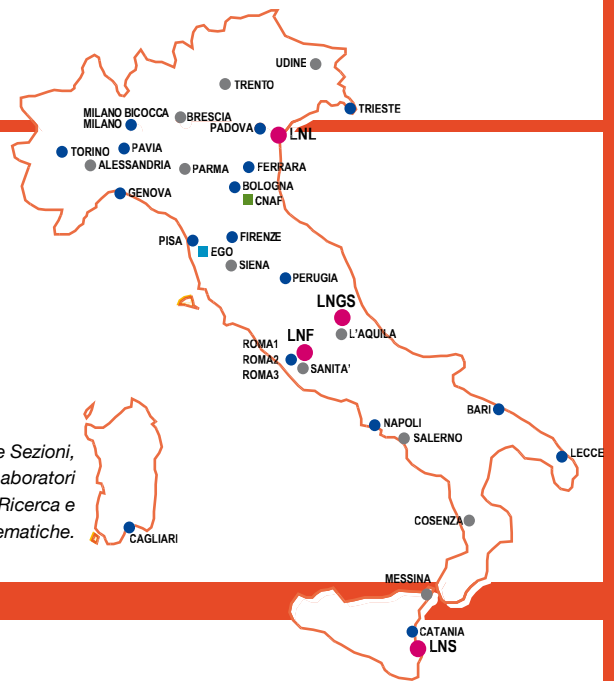 UDINE
TRENTO
TRIESTE
MILANO BICOCCA
MILANO
BRESCIA
PADOVA
LNL
TORINO
PAVIA
ALESSANDRIA
PARMA
FERRARA
BOLOGNA
CNAF
GENOVA
PISA
FIRENZE
EGO
SIENA
PERUGIA
LNGS
L'AQUILA
LNF
ROMA1
ROMA2
ROMA3
SANITA'
BARI
NAPOLI
SALERNO
LECCE
e Sezioni,
aboratori
Ricerca e
ematiche.
CAGLIARI
COSENZA
MESSINA
CATANIA
LNS